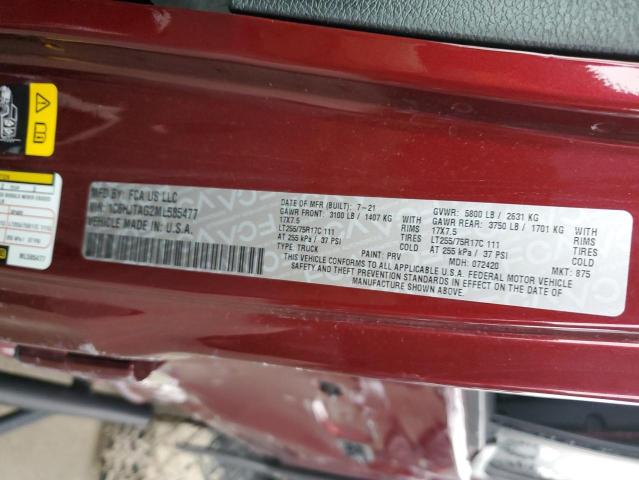 MFD BY: FCA US LLC
VIN: 1C6HJTAG2ML585477
VEHICLE MADE IN: U.S.A.
DATE OF MFR (BUILT): 7-21
GAWR FRONT: 3100 LB / 1407 KG
17X7.5 RIMS
LT255/75R17C 111 TIRES
AT 255 kPa / 37 PSI COLD
TYPE TRUCK
PAINT: PRV
GVWR: 5800 LB / 2631 KG
GAWR REAR: 3750 LB / 1701 KG
17X7.5 RIMS
LT255/75R17C 111 TIRES
AT 255 kPa / 37 PSI COLD
MDH: 072420
MKT: 875
THIS VEHICLE CONFORMS TO ALL APPLICABLE U.S.A. FEDERAL MOTOR VEHICLE
SAFETY AND THEFT PREVENTION STANDARDS IN EFFECT ON THE DATE OF
MANUFACTURE SHOWN ABOVE.
ML585477